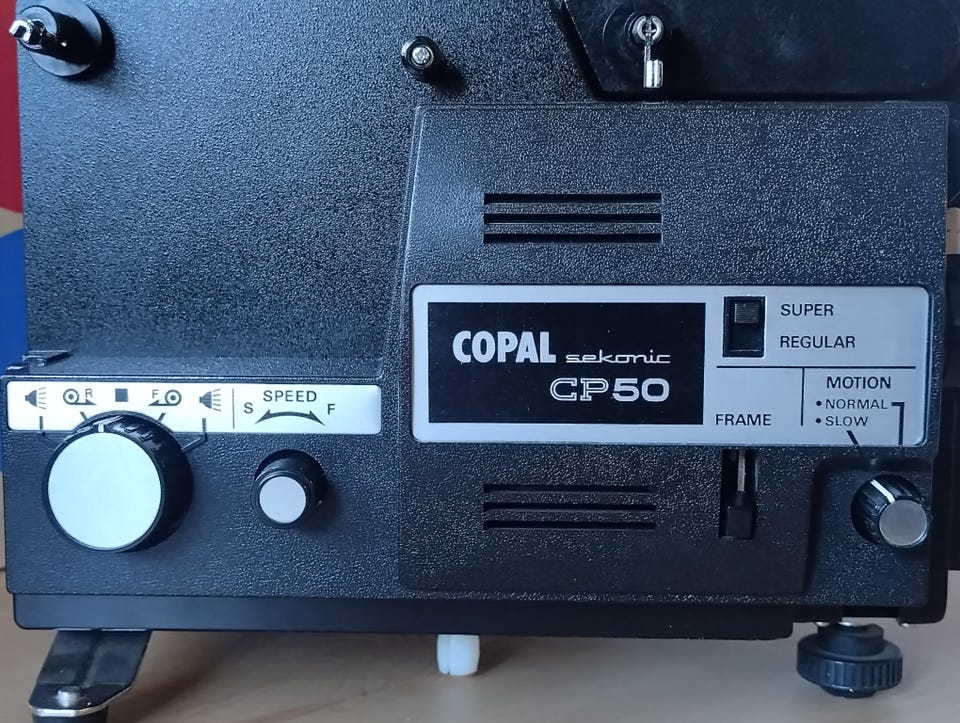 COPAL sekonic
CP50
SUPER
REGULAR
FRAME
MOTION
• NORMAL
• SLOW
R F
SPEED
S F